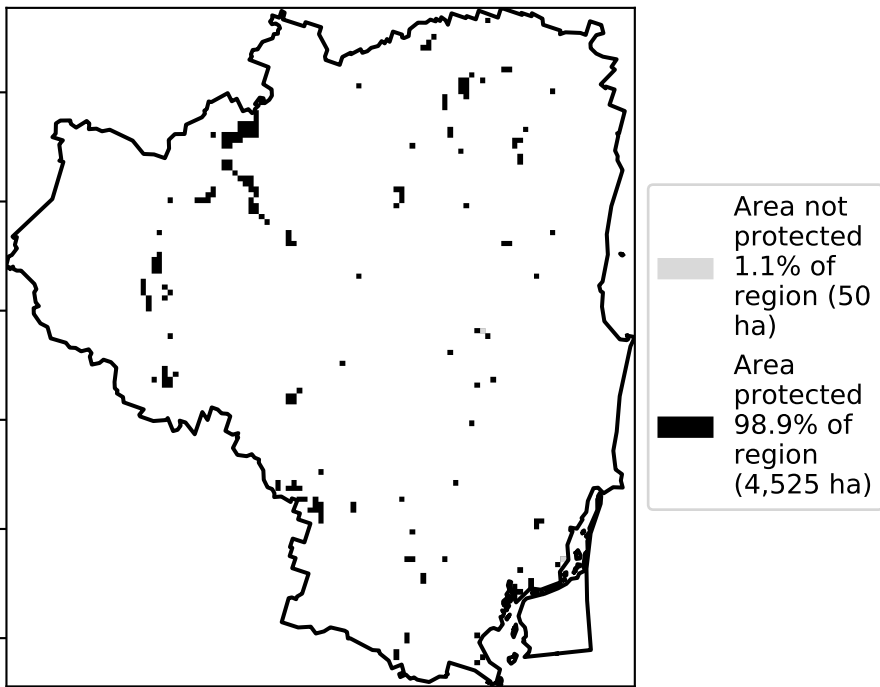 Area not
protected
1.1% of
region (50
ha)
Area
protected
98.9% of
region
(4,525 ha)